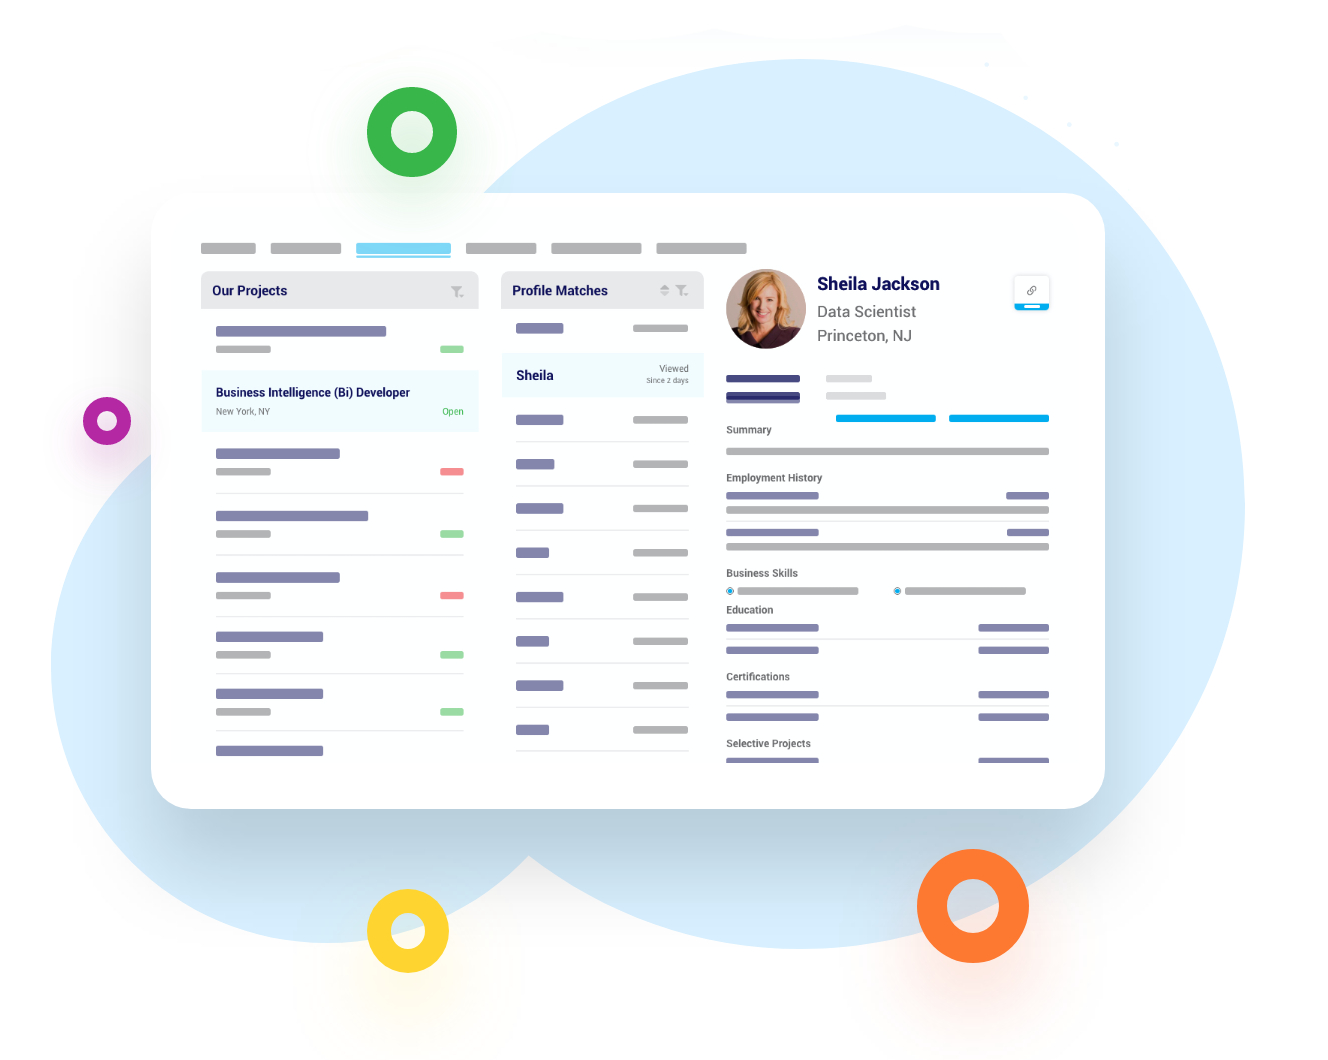 Our Projects
Business Intelligence (Bi) Developer
New York, NY
Open
Profile Matches
Sheila
Viewed
Since 2 days
Sheila Jackson
Data Scientist
Princeton, NJ
Summary
Employment History
Business Skills
Education
Certifications
Selective Projects